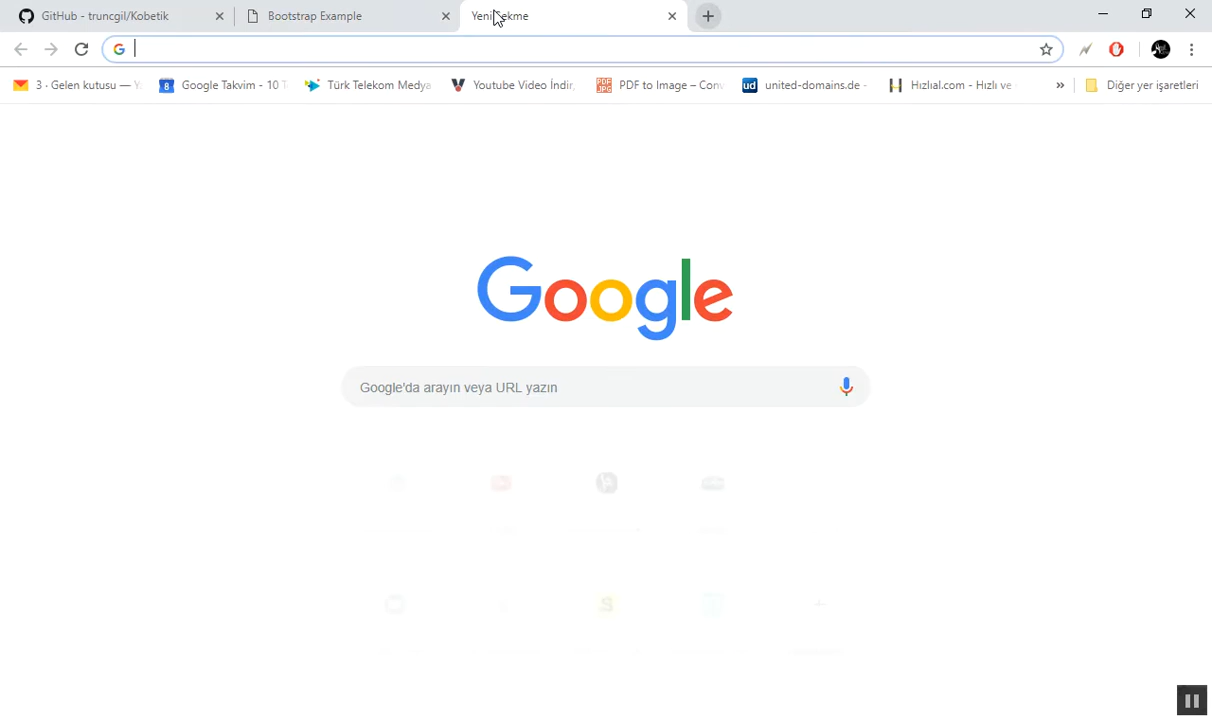 GitHub - truncgil/Kobetik
Bootstrap Example
Yeni Sekme
3 - Gelen kutusu — Y
Google Takvim - 10 T
Türk Telekom Medya
Youtube Video İndir,
PDF to Image – Conv
united-domains.de -
Hızlıal.com - Hızlı ve
»
Diğer yer işaretleri
Google
Google'da arayın veya URL yazın